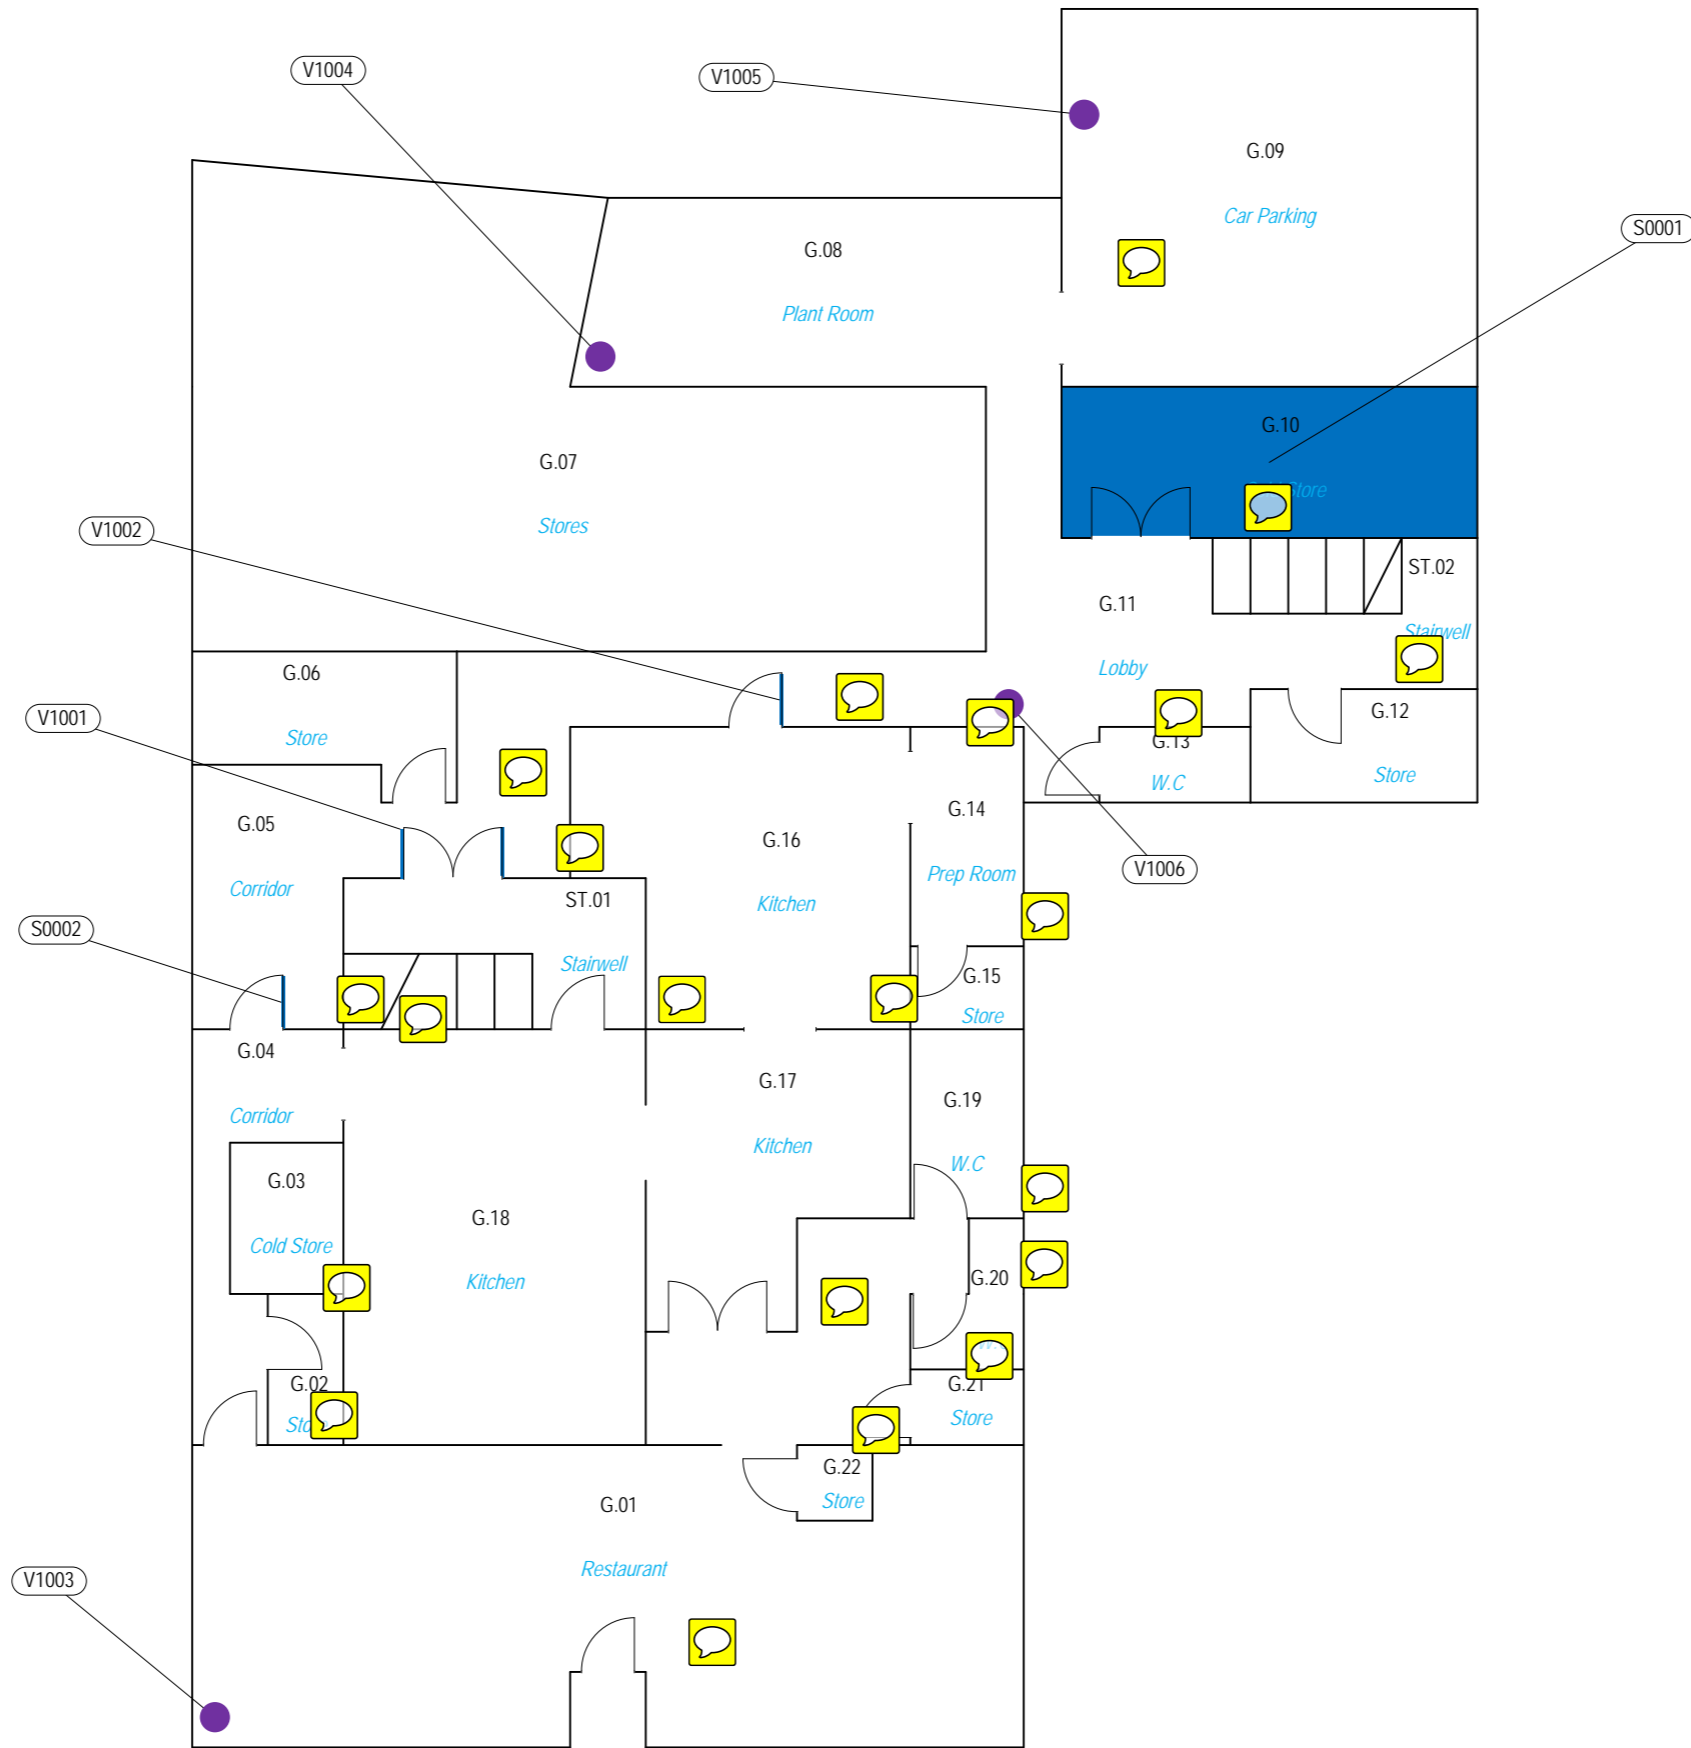 V1004
V1005
G.09
Car Parking
S0001
G.08
Plant Room
G.10
Store
G.07
Stores
V1002
ST.02
Stairwell
G.11
Lobby
G.06
Store
V1001
G.12
Store
G.13
W.C
G.05
Corridor
G.14
Prep Room
G.16
Kitchen
V1006
ST.01
Stairwell
S0002
G.15
Store
G.04
Corridor
G.17
Kitchen
G.19
W.C
G.03
Cold Store
G.18
Kitchen
G.20
G.02
G.21
Store
G.22
Store
G.01
Restaurant
V1003